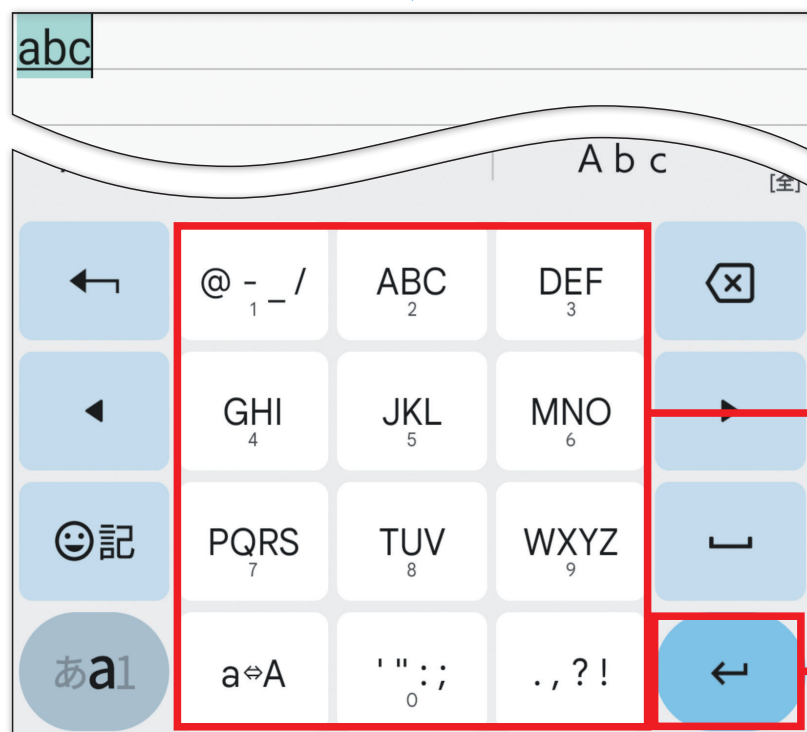 abc
Abc
[全]
@-_/ ABC DEF
1 2 3
GHI JKL MNO
4 5 6
☺記 PQRS TUV WXYZ
7 8 9
あa1 a⇔A '":; .,?!
0